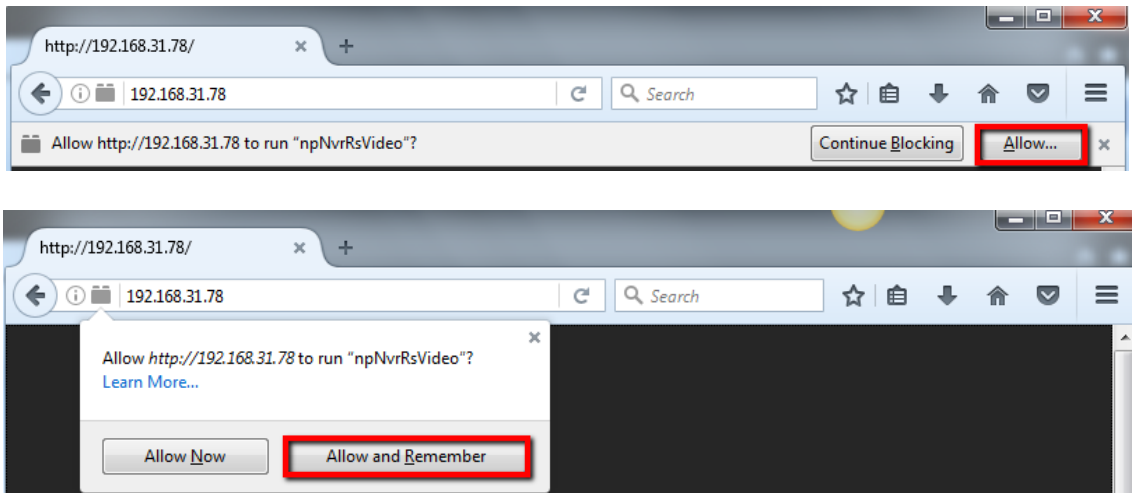 http://192.168.31.78/
192.168.31.78 Search
Allow http://192.168.31.78 to run “npNvrRsVideo”? Continue Blocking Allow...
http://192.168.31.78/
192.168.31.78 Search
Allow http://192.168.31.78 to run “npNvrRsVideo”?
Learn More...
Allow Now Allow and Remember